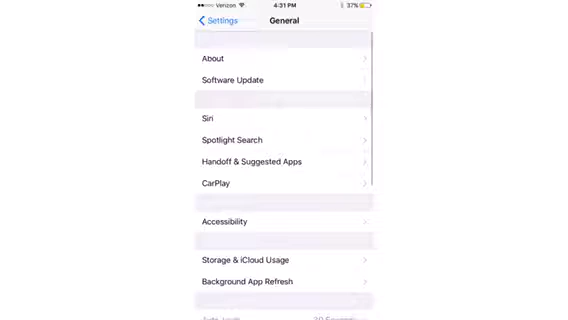 Verizon 4:31 PM 37%
Settings General
About
Software Update
Siri
Spotlight Search
Handoff & Suggested Apps
CarPlay
Accessibility
Storage & iCloud Usage
Background App Refresh